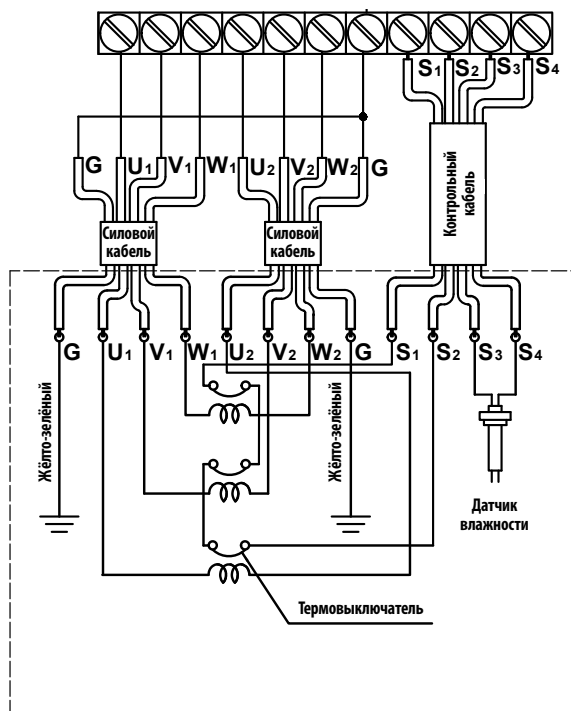 S1 S2 S3 S4
G U1 V1 W1 U2 V2 W2 G
Контрольный
кабель
Силовой
кабель
Силовой
кабель
G U1 V1 W1 U2 V2 W2 G S1 S2 S3 S4
Жёлто-зелёный
Жёлто-зелёный
Датчик
влажности
Термовыключатель